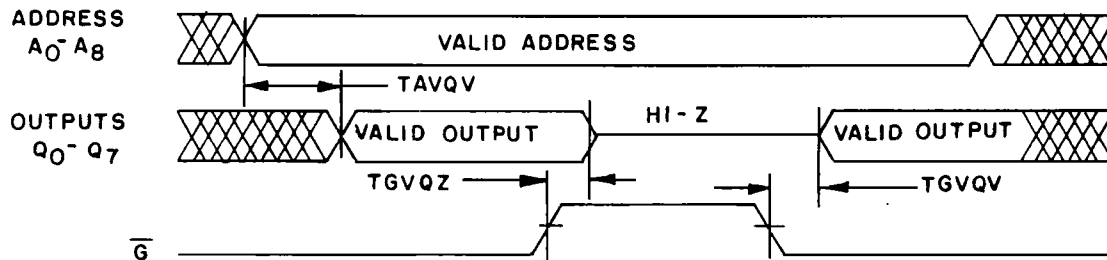 ADDRESS
A0-A8
VALID ADDRESS
TAVQV
OUTPUTS
Q0-Q7
VALID OUTPUT
HI-Z
VALID OUTPUT
TGVQZ
TGVQV
G̅